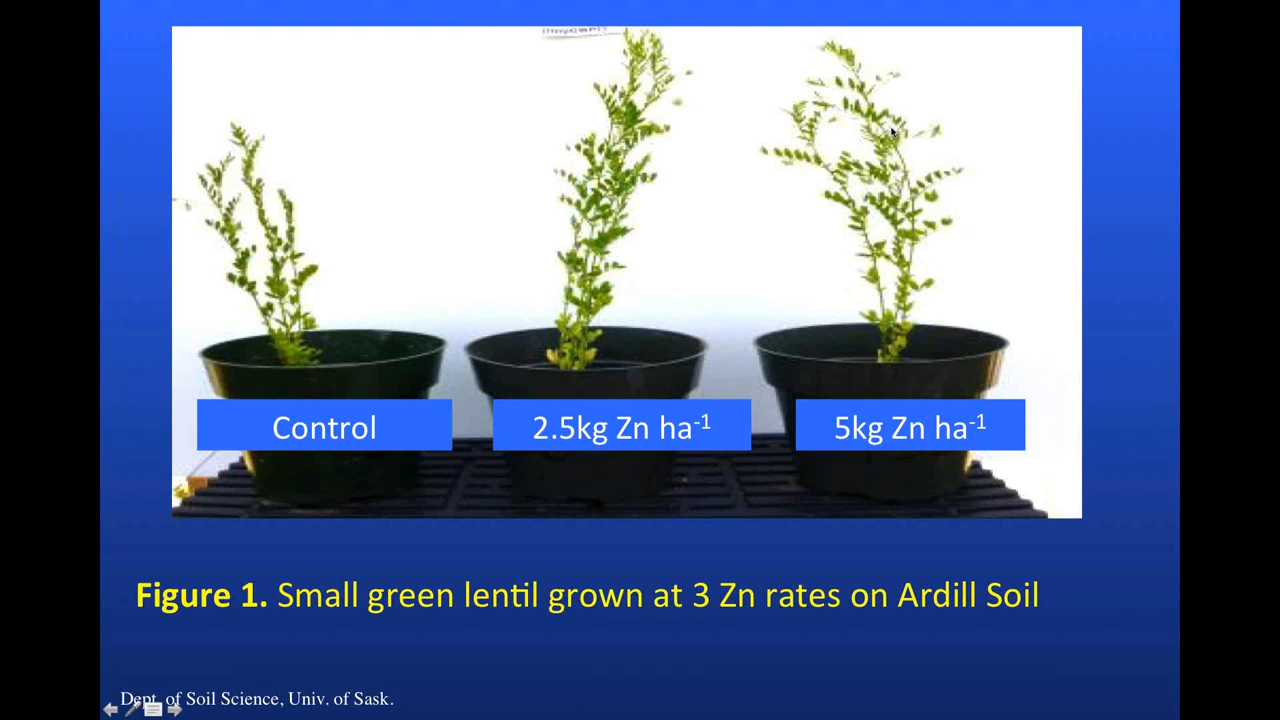 Control
2.5kg Zn ha⁻¹
5kg Zn ha⁻¹
Figure 1. Small green lentil grown at 3 Zn rates on Ardill Soil
Dept. of Soil Science, Univ. of Sask.